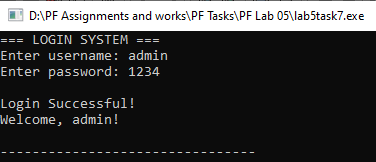 D:\PF Assignments and works\PF Tasks\PF Lab 05\lab5task7.exe
=== LOGIN SYSTEM ===
Enter username: admin
Enter password: 1234
Login Successful!
Welcome, admin!
--------------------------------